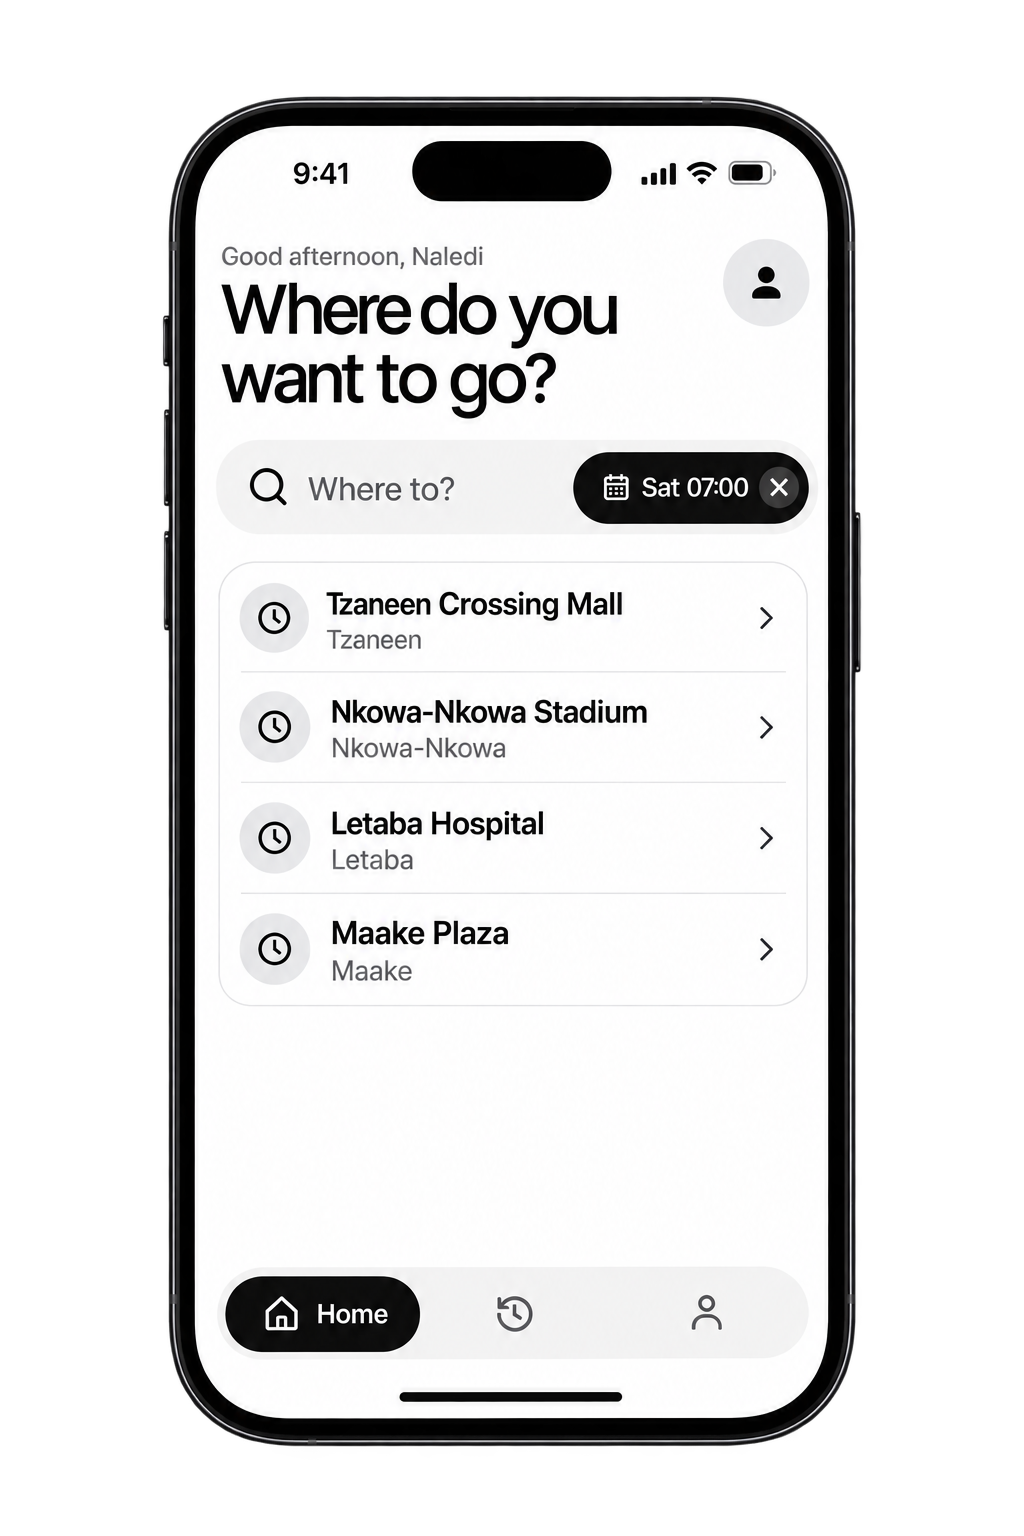 9:41
Good afternoon, Naledi
Where do you
want to go?
Where to?
Sat 07:00
Tzaneen Crossing Mall
Tzaneen
Nkowa-Nkowa Stadium
Nkowa-Nkowa
Letaba Hospital
Letaba
Maake Plaza
Maake
Home